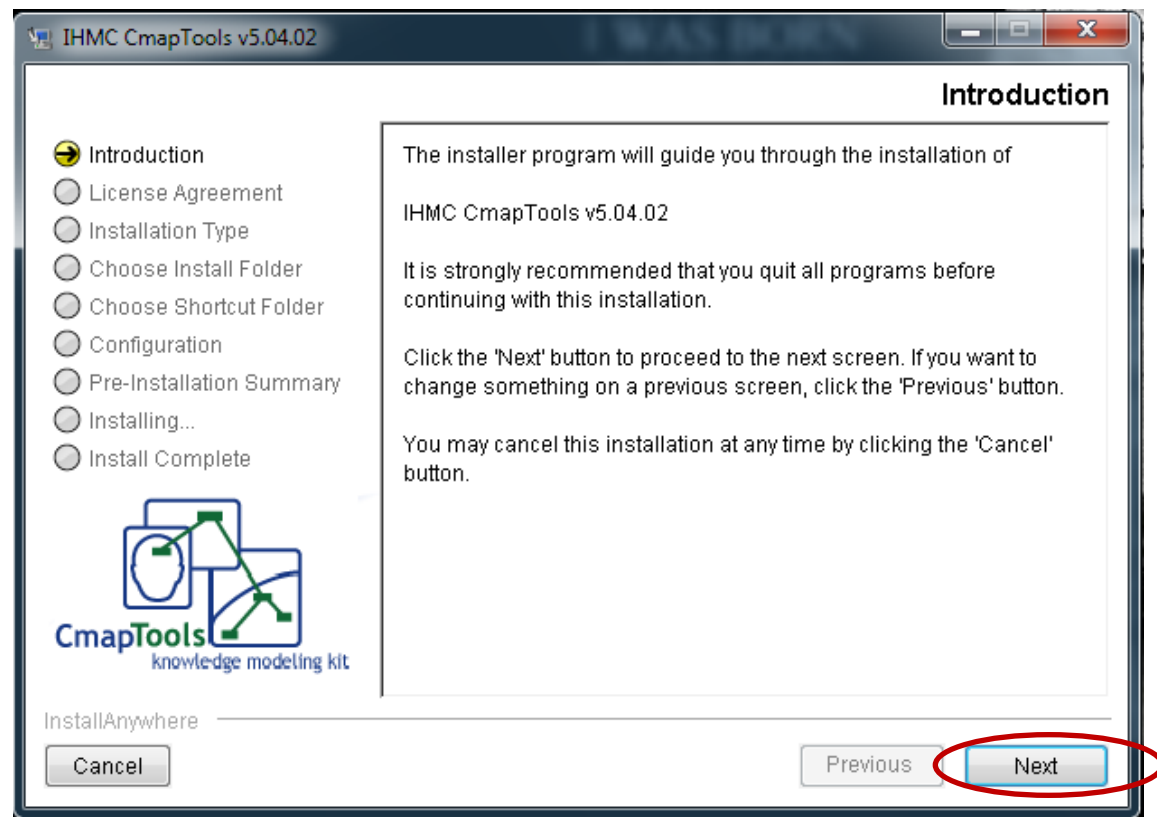 IHMC CmapTools v5.04.02
I WAS BORN
Introduction
Introduction
License Agreement
Installation Type
Choose Install Folder
Choose Shortcut Folder
Configuration
Pre-Installation Summary
Installing...
Install Complete
The installer program will guide you through the installation of
IHMC CmapTools v5.04.02
It is strongly recommended that you quit all programs before
continuing with this installation.
Click the 'Next' button to proceed to the next screen. If you want to
change something on a previous screen, click the 'Previous' button.
You may cancel this installation at any time by clicking the 'Cancel'
button.
CmapTools
knowledge modeling kit
InstallAnywhere
Cancel
Previous
Next